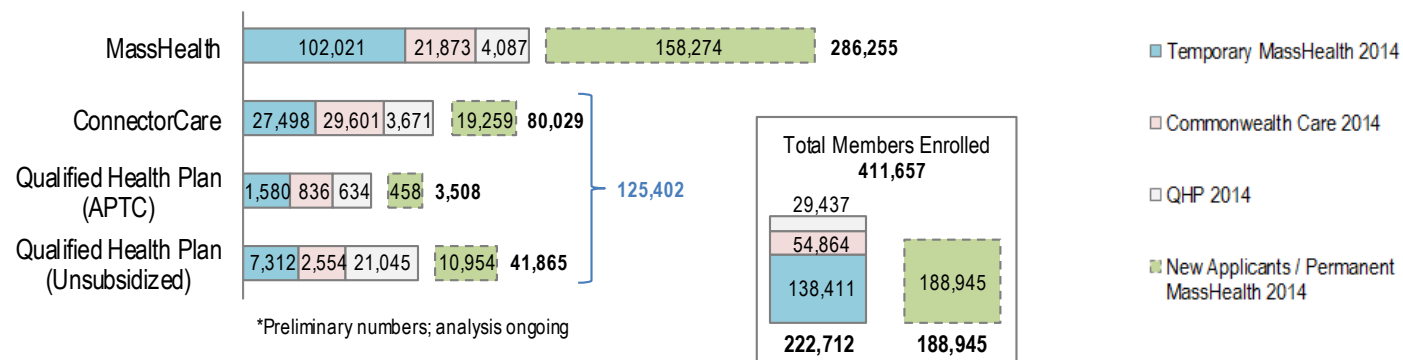 MassHealth
102,021 21,873 4,087 158,274 286,255
ConnectorCare
27,498 29,601 3,671 19,259 80,029
Qualified Health Plan
(APTC)
1,580 836 634 458 3,508
125,402
Qualified Health Plan
(Unsubsidized)
7,312 2,554 21,045 10,954 41,865
*Preliminary numbers; analysis ongoing
Total Members Enrolled
411,657
29,437
54,864
138,411
188,945
222,712 188,945
Temporary MassHealth 2014
Commonwealth Care 2014
QHP 2014
New Applicants / Permanent
MassHealth 2014